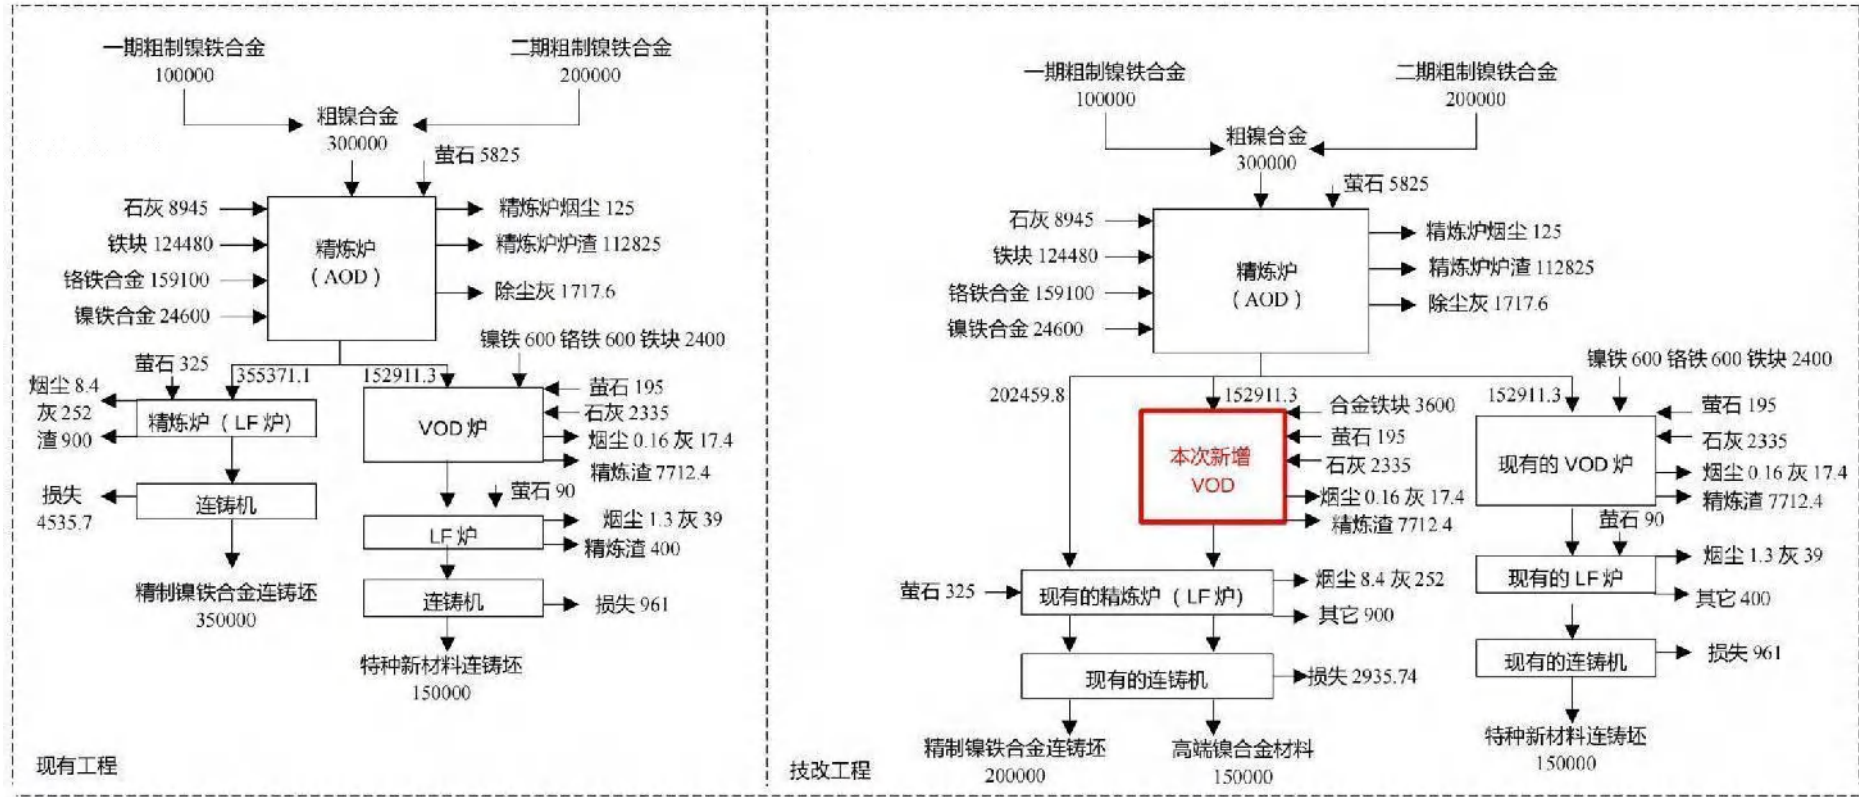 一期粗制镍铁合金
100000
二期粗制镍铁合金
200000
粗镍合金
300000
萤石 5825
石灰 8945
铁块 124480
铬铁合金 159100
镍铁合金 24600
精炼炉
（AOD）
精炼炉烟尘 125
精炼炉炉渣 112825
除尘灰 1717.6
镍铁 600 铬铁 600 铁块 2400
萤石 325
355371.1
152911.3
烟尘 8.4
灰 252
渣 900
精炼炉（ LF 炉）
VOD 炉
萤石 195
石灰 2335
烟尘 0.16 灰 17.4
精炼渣 7712.4
损失
4535.7
连铸机
萤石 90
LF 炉
烟尘 1.3 灰 39
精炼渣 400
精制镍铁合金连铸坯
350000
连铸机
损失 961
特种新材料连铸坯
150000
现有工程
一期粗制镍铁合金
100000
二期粗制镍铁合金
200000
粗镍合金
300000
萤石 5825
石灰 8945
铁块 124480
铬铁合金 159100
镍铁合金 24600
精炼炉
（AOD）
精炼炉烟尘 125
精炼炉炉渣 112825
除尘灰 1717.6
镍铁 600 铬铁 600 铁块 2400
202459.8
152911.3
152911.3
合金铁块 3600
萤石 195
石灰 2335
烟尘 0.16 灰 17.4
精炼渣 7712.4
本次新增
VOD
现有的 VOD 炉
萤石 195
石灰 2335
烟尘 0.16 灰 17.4
精炼渣 7712.4
萤石 90
萤石 325
现有的精炼炉（ LF 炉）
烟尘 8.4 灰 252
其它 900
现有的 LF 炉
烟尘 1.3 灰 39
其它 400
现有的连铸机
损失 2935.74
现有的连铸机
损失 961
精制镍铁合金连铸坯
200000
高端镍合金材料
150000
特种新材料连铸坯
150000
技改工程